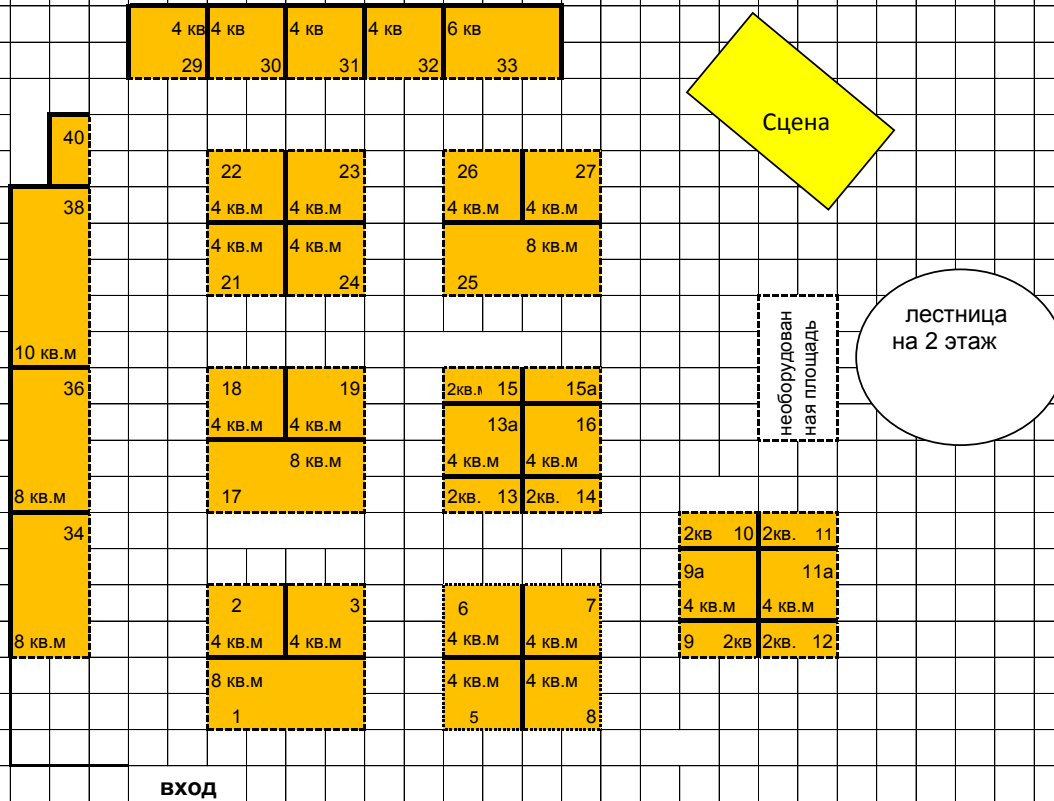 4 кв 4 кв 4 кв 4 кв 6 кв
29 30 31 32 33
Сцена
40
22 23 26 27
38
4 кв.м 4 кв.м 4 кв.м 4 кв.м
4 кв.м 4 кв.м 8 кв.м
21 24 25
лестница
на 2 этаж
необорудован
ная площадь
10 кв.м
36 18 19 2кв.м 15 15а
4 кв.м 4 кв.м 13а 16
8 кв.м 4 кв.м 4 кв.м
8 кв.м 17 2кв. 13 2кв. 14
34 2кв 10 2кв. 11
9а 11а
2 3 6 7 4 кв.м 4 кв.м
8 кв.м 4 кв.м 4 кв.м 4 кв.м 4 кв.м 9 2кв 2кв. 12
8 кв.м 4 кв.м 4 кв.м
1 5 8
вход